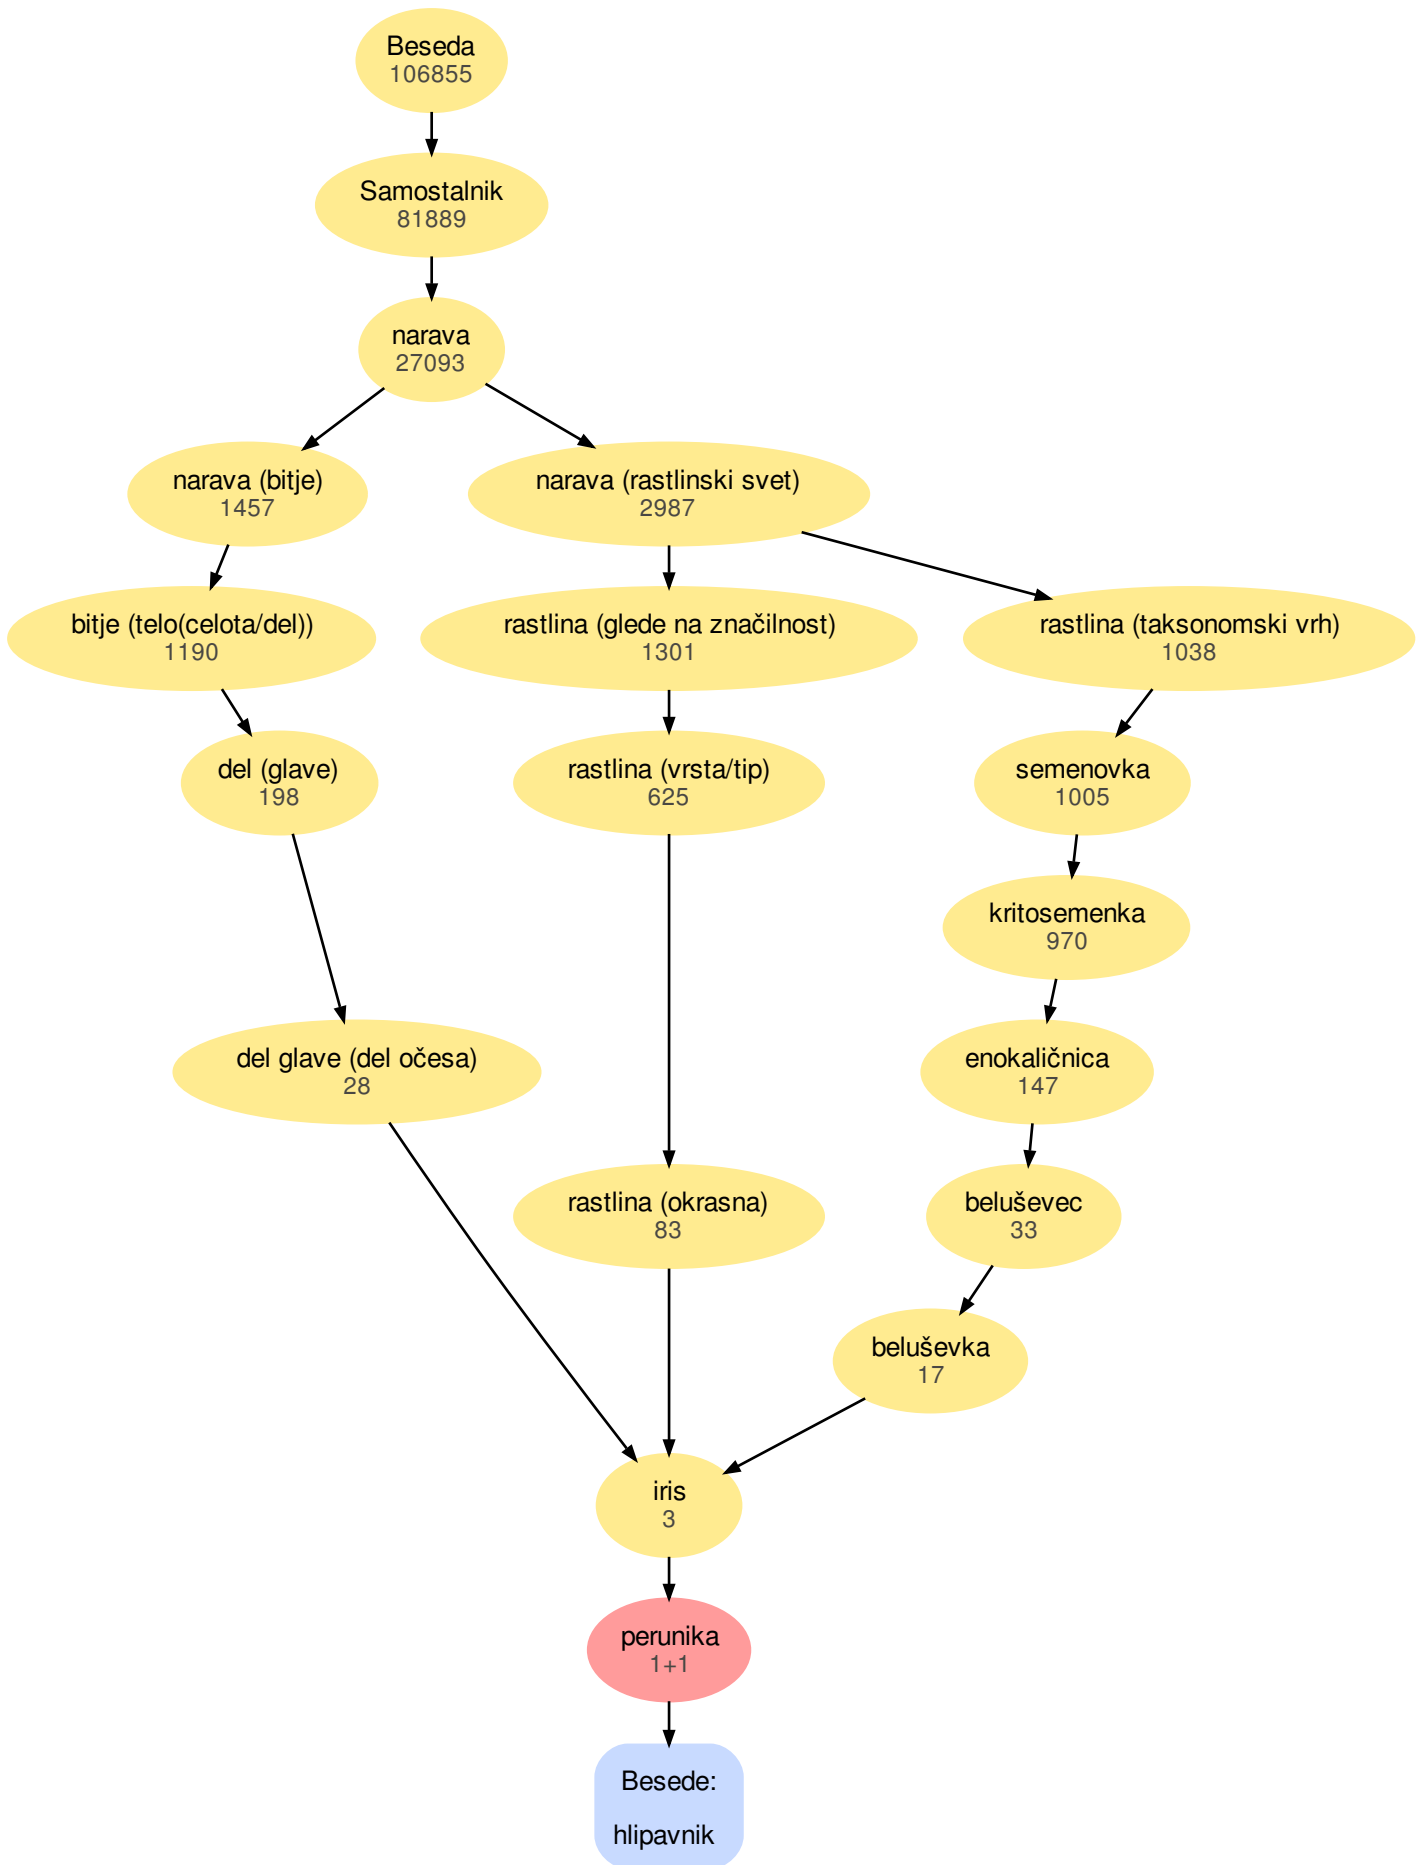 Beseda
106855
Samostalnik
81889
narava
27093
narava (bitje)
1457
narava (rastlinski svet)
2987
bitje (telo(celota/del))
1190
rastlina (glede na značilnost)
1301
rastlina (taksonomski vrh)
1038
del (glave)
198
rastlina (vrsta/tip)
625
semenovka
1005
kritosemenka
970
del glave (del očesa)
28
enokaličnica
147
rastlina (okrasna)
83
beluševec
33
beluševka
17
iris
3
perunika
1+1
Besede:
hlipavnik